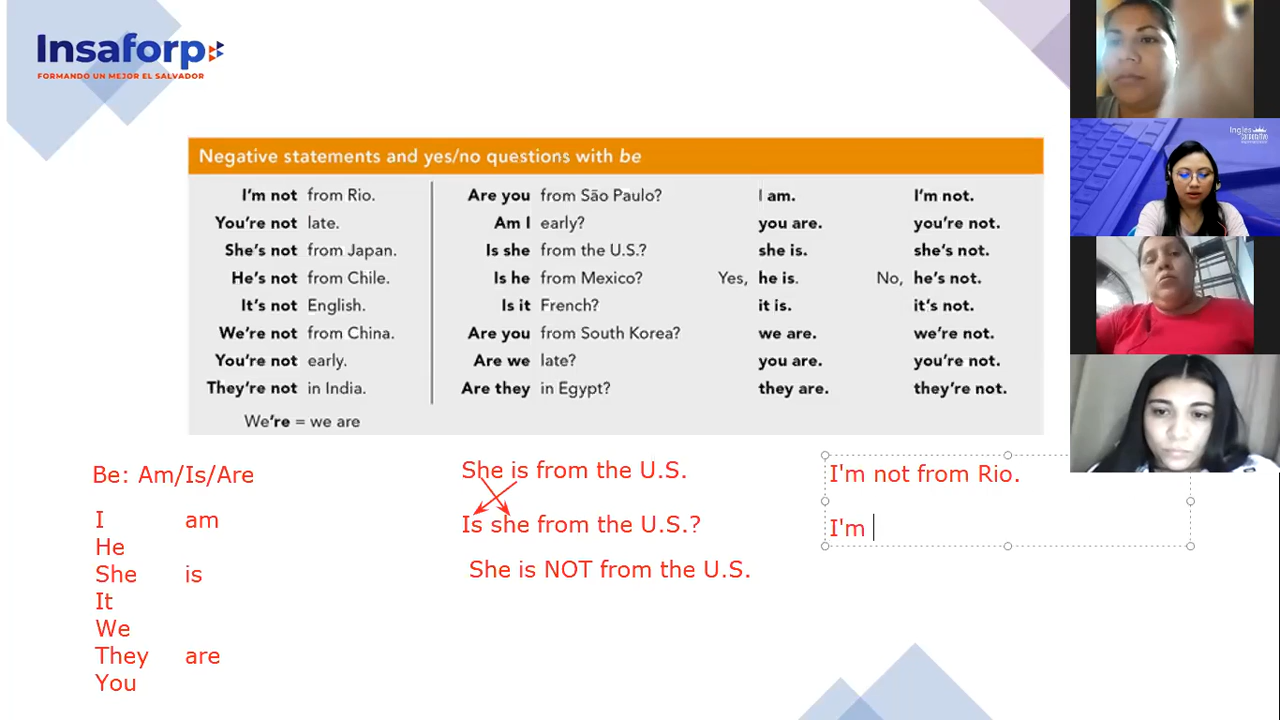 Insaforp
FORMANDO UN MEJOR EL SALVADOR
Negative statements and yes/no questions with be
I'm not from Rio. Are you from São Paulo? I am. I'm not.
You're not late. Am I early? you are. you're not.
She's not from Japan. Is she from the U.S.? she is. she's not.
He's not from Chile. Is he from Mexico? Yes, he is. No, he's not.
It's not English. Is it French? it is. it's not.
We're not from China. Are you from South Korea? we are. we're not.
You're not early. Are we late? you are. you're not.
They're not in India. Are they in Egypt? they are. they're not.
We're = we are
Be: Am/Is/Are
I am
He
She is
It
We
They are
You
She is from the U.S.
Is she from the U.S.?
She is NOT from the U.S.
I'm not from Rio.
I'm
Ingles